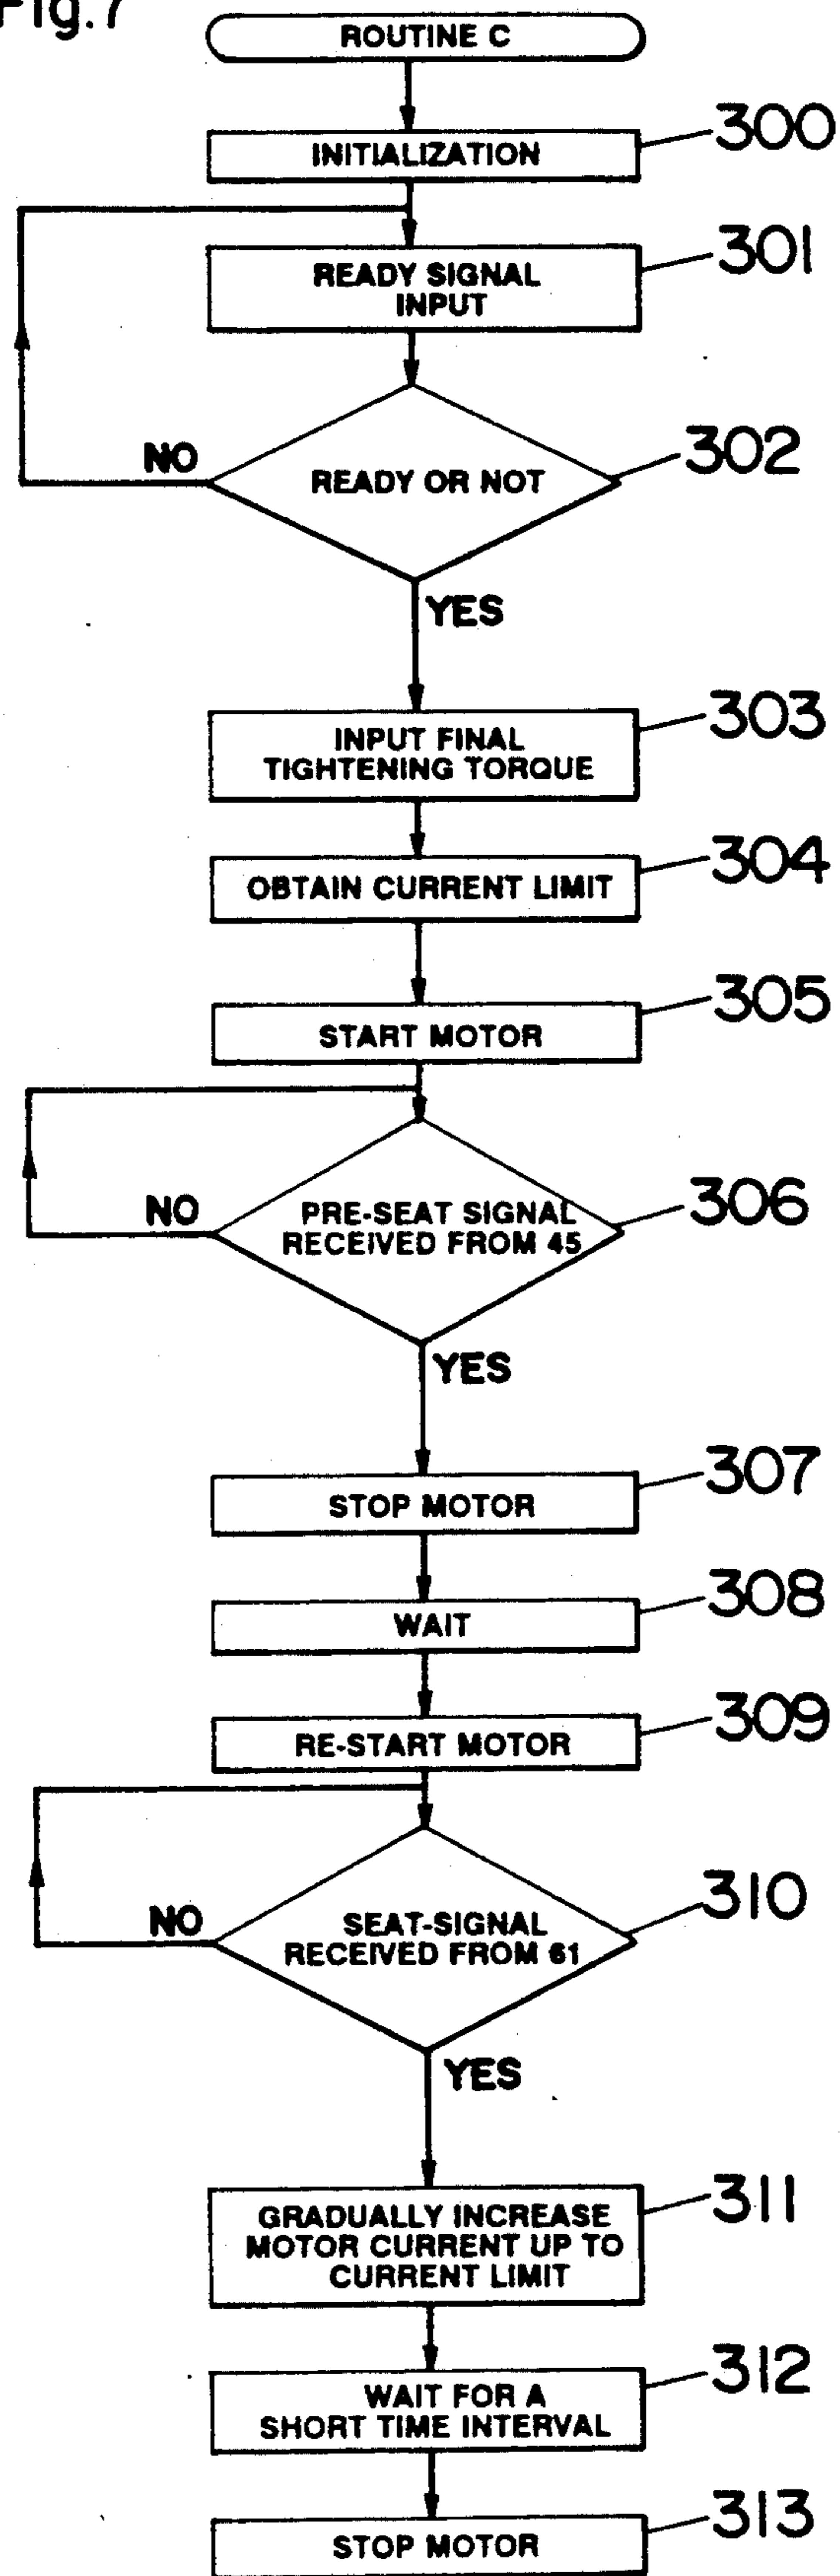 Fig.7
ROUTINE C
INITIALIZATION
300
READY SIGNAL
INPUT
301
READY OR NOT
302
NO
YES
INPUT FINAL
TIGHTENING TORQUE
303
OBTAIN CURRENT LIMIT
304
START MOTOR
305
PRE-SEAT SIGNAL
RECEIVED FROM 45
306
NO
YES
STOP MOTOR
307
WAIT
308
RE-START MOTOR
309
SEAT-SIGNAL
RECEIVED FROM 61
310
NO
YES
GRADUALLY INCREASE
MOTOR CURRENT UP TO
CURRENT LIMIT
311
WAIT FOR A
SHORT TIME INTERVAL
312
STOP MOTOR
313